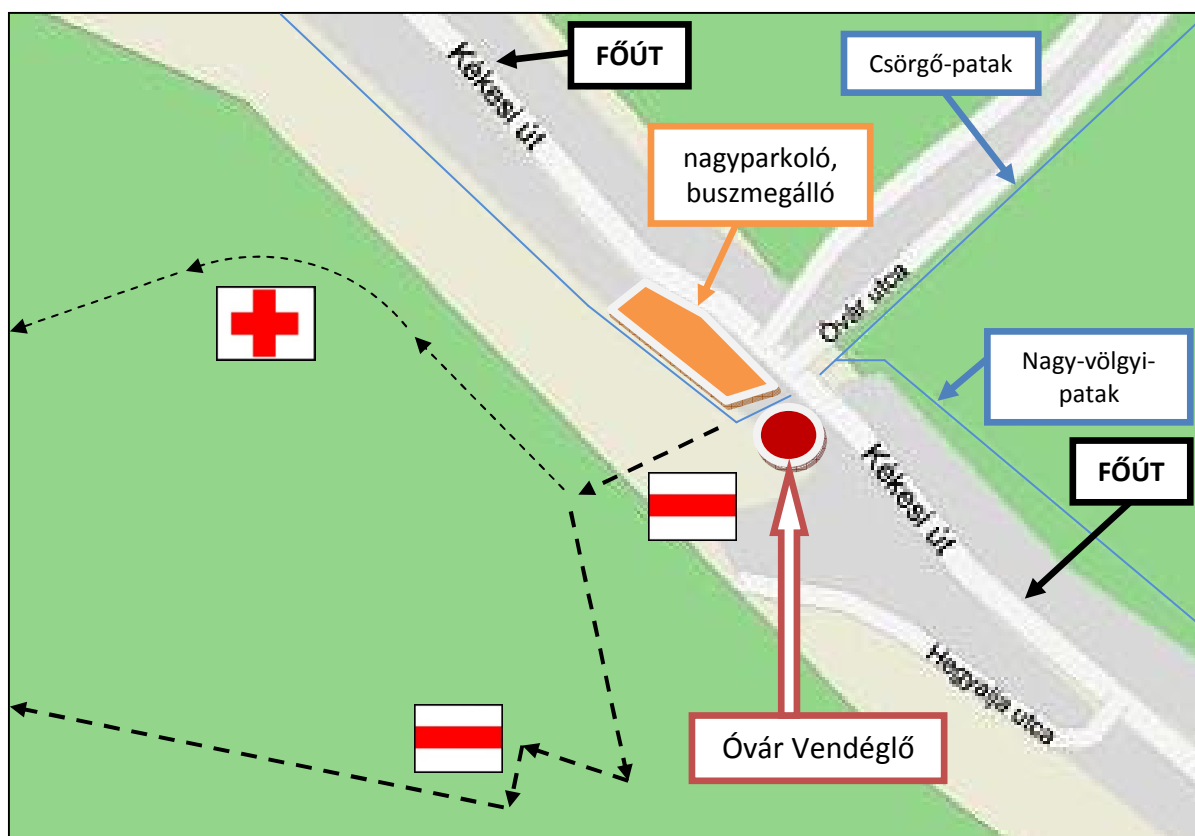 FŐÚT
Kékesi út
Csörgő-patak
nagyparkoló,
buszmegálló
Óvár utca
Nagy-völgyi-
patak
FŐÚT
Kékesi út
Hegyalja utca
Óvár Vendéglő